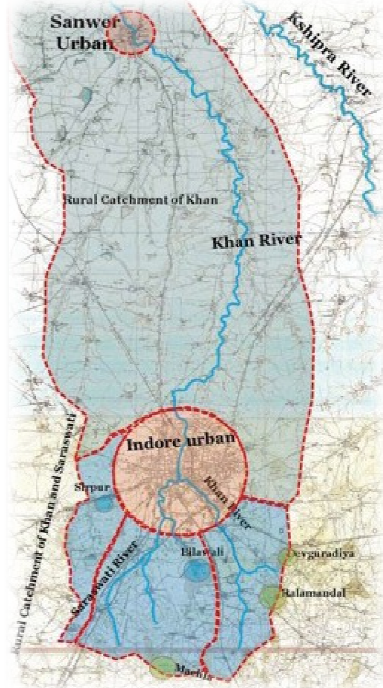 Sanwer
Urban
Kshipra River
Rural Catchment of Khan
Khan River
Indore urban
Rural Catchment of Khan and Saraswati
Sirpur
Khan River
Saraswati River
Bilawali
Devguradiya
Ralamandal
Machla